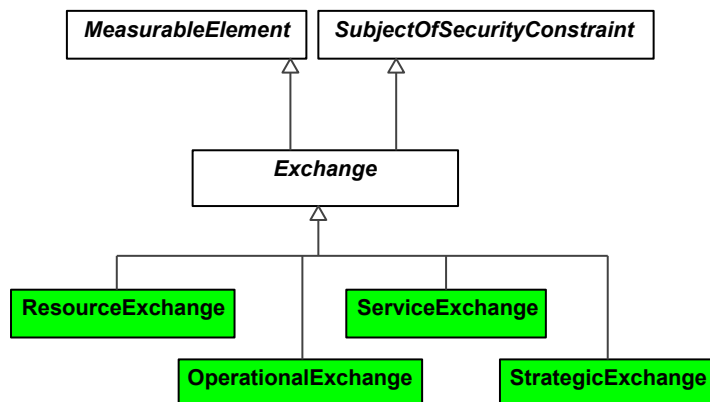 MeasurableElement
SubjectOfSecurityConstraint
Exchange
ResourceExchange
ServiceExchange
OperationalExchange
StrategicExchange